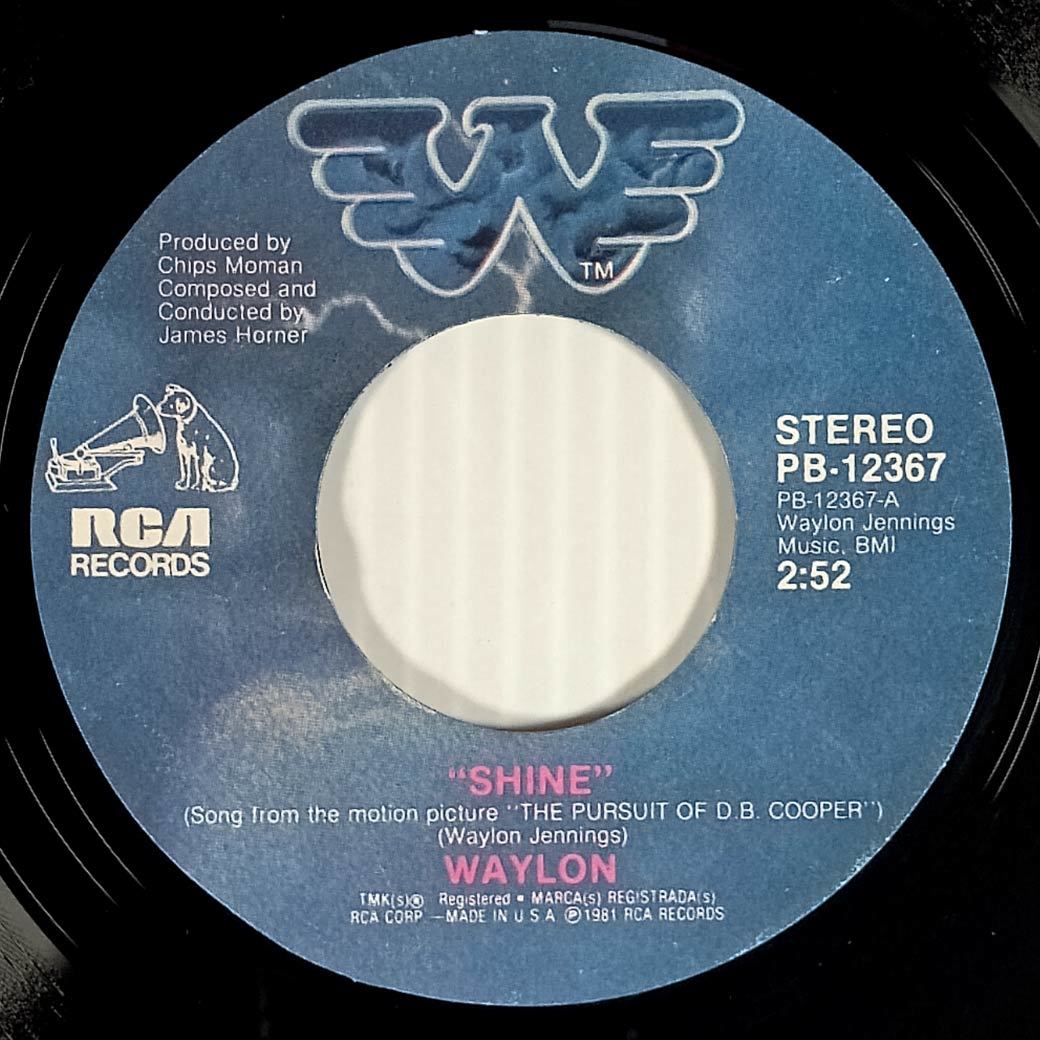 W
TM
Produced by
Chips Moman
Composed and
Conducted by
James Horner
RCA
RECORDS
STEREO
PB-12367
PB-12367-A
Waylon Jennings
Music, BMI
2:52
"SHINE"
(Song from the motion picture "THE PURSUIT OF D.B. COOPER")
(Waylon Jennings)
WAYLON
TMK(s)® Registered • MARCA(s) REGISTRADA(s)
RCA CORP —MADE IN U S A ℗1981 RCA RECORDS